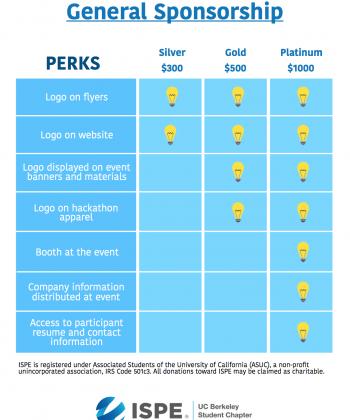 General Sponsorship
PERKS
Silver
$300
Gold
$500
Platinum
$1000
Logo on flyers
Logo on website
Logo displayed on event
banners and materials
Logo on hackathon
apparel
Booth at the event
Company information
distributed at event
Access to participant
resume and contact
information
ISPE is registered under Associated Students of the University of California (ASUC), a non-profit
unincorporated association, IRS Code 501c3. All donations toward ISPE may be claimed as charitable.
ISPE.
UC Berkeley
Student Chapter